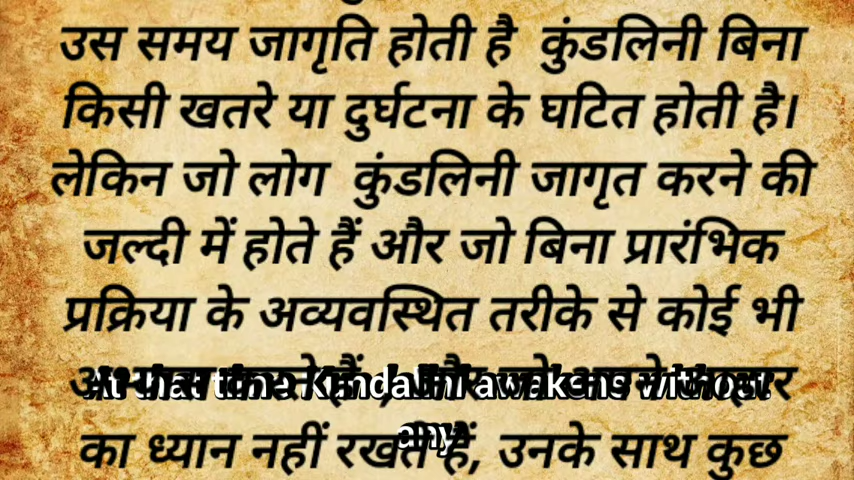 उस समय जागृति होती है कुंडलिनी बिना
किसी खतरे या दुर्घटना के घटित होती है।
लेकिन जो लोग कुंडलिनी जागृत करने की
जल्दी में होते हैं और जो बिना प्रारंभिक
प्रक्रिया के अव्यवस्थित तरीके से कोई भी
At that time Kundalini awakens without
any
का ध्यान नहीं रखते हैं, उनके साथ कुछ